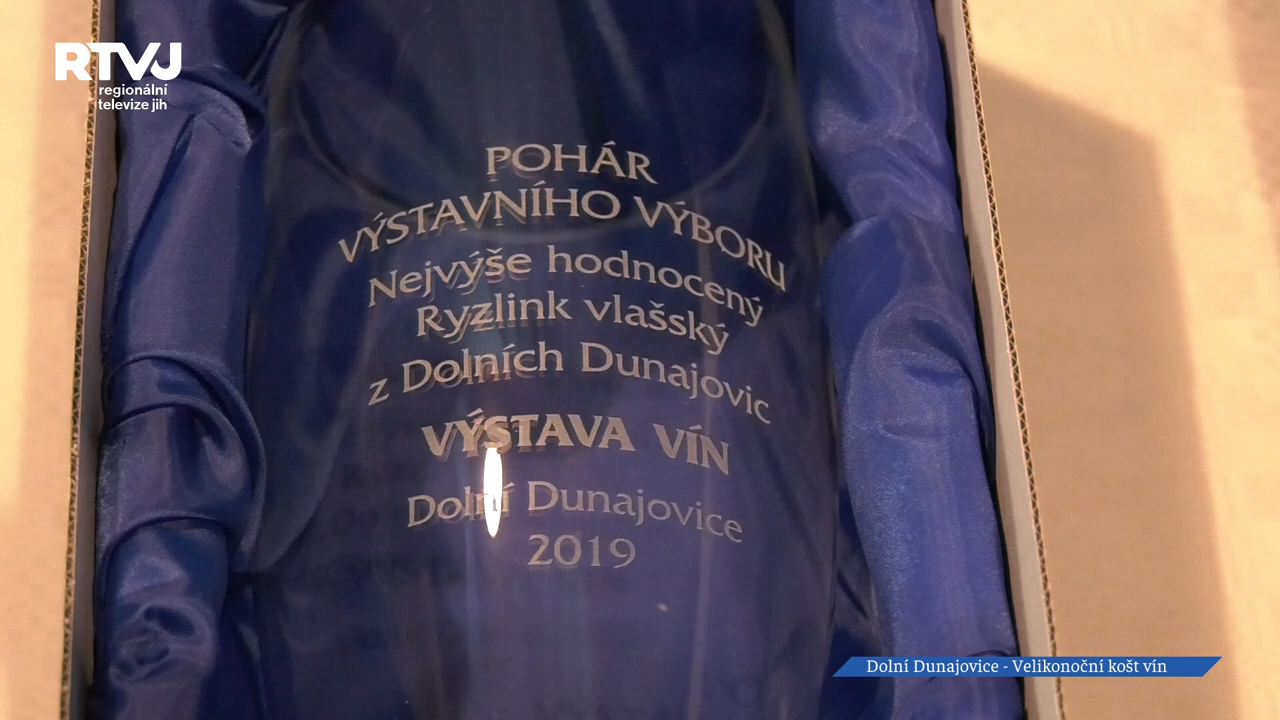 RTVJ
regionální
televize jih
POHÁR
VÝSTAVNÍHO VÝBORU
Nejvýše hodnocený
Ryzlink vlašský
z Dolních Dunajovic
VÝSTAVA VÍN
Dolní Dunajovice
2019
Dolní Dunajovice - Velikonoční košt vín